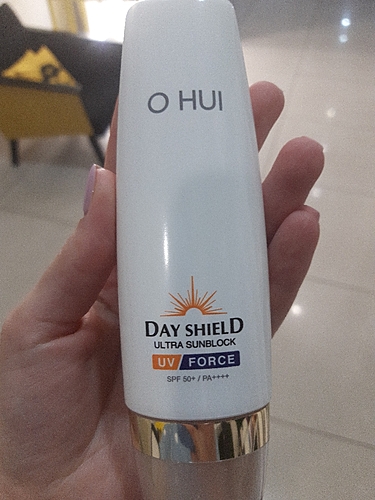 O HUI
DAY SHIELD
ULTRA SUNBLOCK
UV FORCE
SPF 50+ / PA++++